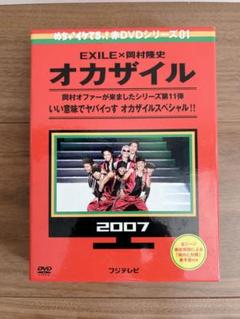 めちゃイケてるッ!赤DVDシリーズ01
EXILE×岡村隆史
オカザイル
岡村オファーが来ましたシリーズ第11弾
いい意味でヤバイっす オカザイルスペシャル!!
2007
DVD
フジテレビ